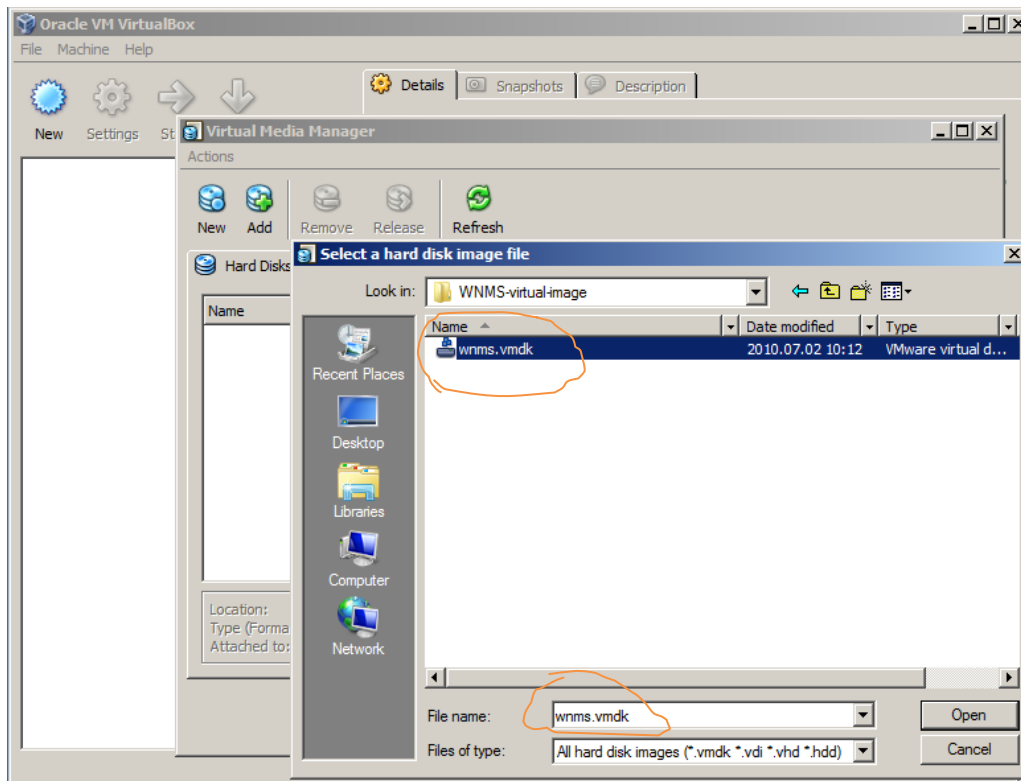 Oracle VM VirtualBox
File Machine Help
Details Snapshots Description
New Settings St
Virtual Media Manager
Actions
New Add Remove Release Refresh
Select a hard disk image file
Hard Disks
Look in: WNMS-virtual-image
Name
Name Date modified Type
wnms.vmdk 2010.07.02 10:12 VMware virtual d...
Recent Places
Desktop
Libraries
Computer
Network
Location:
Type (Forma
Attached to:
File name: wnms.vmdk Open
Files of type: All hard disk images (*.vmdk *.vdi *.vhd *.hdd) Cancel